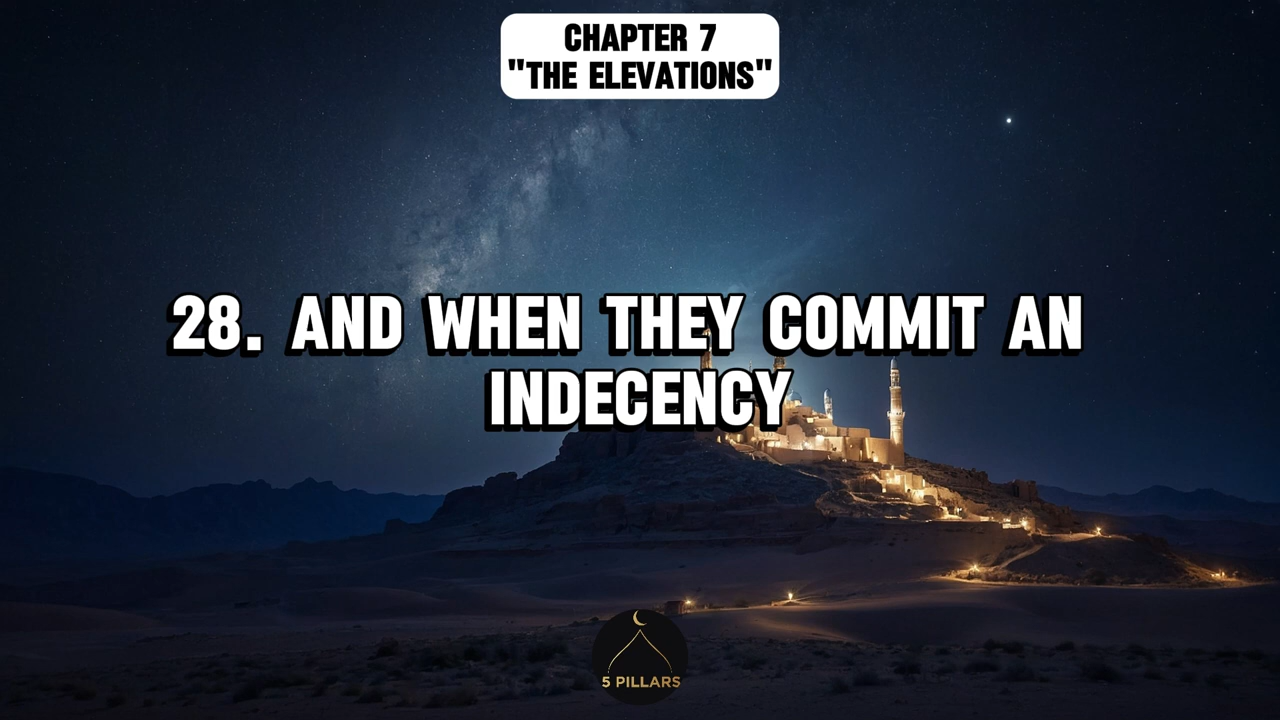 CHAPTER 7
"THE ELEVATIONS"
28. AND WHEN THEY COMMIT AN
INDECENCY
5 PILLARS